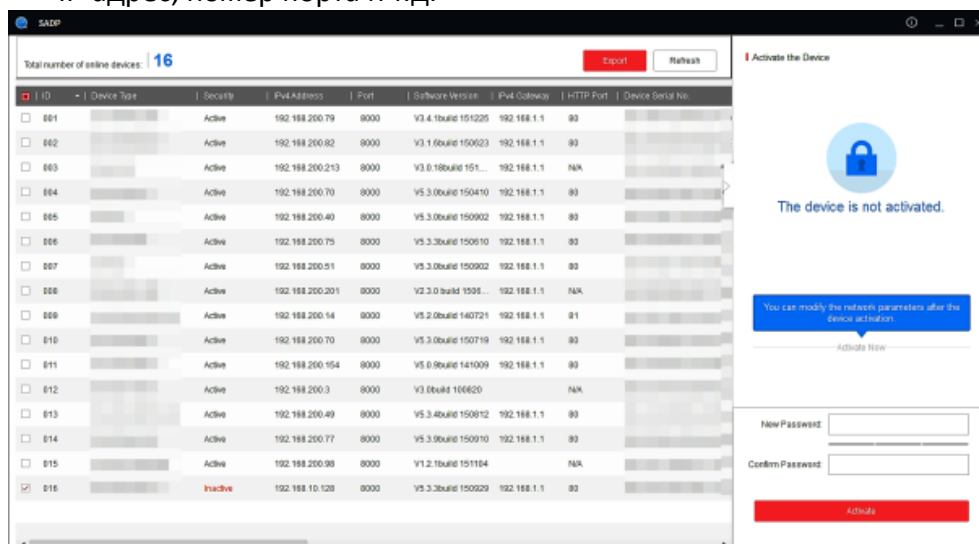 IP-адрес, номер порта и т.д.
SADP
Total number of online devices: 16
Export
Refresh
ID | Device Type | Security | IPv4 Address | Port | Software Version | IPv4 Gateway | HTTP Port | Device Serial No.
001 Active 192.168.200.79 8000 V3.4.1build 151225 192.168.1.1 80
002 Active 192.168.200.82 8000 V3.1.6build 150623 192.168.1.1 80
003 Active 192.168.200.213 8000 V3.0.18build 151... 192.168.1.1 N/A
004 Active 192.168.200.70 8000 V5.3.0build 150410 192.168.1.1 80
005 Active 192.168.200.40 8000 V5.3.0build 150902 192.168.1.1 80
006 Active 192.168.200.75 8000 V5.3.3build 150610 192.168.1.1 80
007 Active 192.168.200.51 8000 V5.3.0build 150902 192.168.1.1 80
008 Active 192.168.200.201 8000 V2.3.0 build 1506... 192.168.1.1 N/A
009 Active 192.168.200.14 8000 V5.2.0build 140721 192.168.1.1 81
010 Active 192.168.200.70 8000 V5.3.0build 150719 192.168.1.1 80
011 Active 192.168.200.154 8000 V5.0.9build 141009 192.168.1.1 80
012 Active 192.168.200.3 8000 V3.0build 100820 N/A
013 Active 192.168.200.49 8000 V5.3.4build 150812 192.168.1.1 80
014 Active 192.168.200.77 8000 V5.3.9build 150910 192.168.1.1 80
015 Active 192.168.200.98 8000 V1.2.1build 151104 N/A
016 Inactive 192.168.10.128 8000 V5.3.3build 150929 192.168.1.1 80
Activate the Device
The device is not activated.
You can modify the network parameters after the
device activation.
Activate Now
New Password:
Confirm Password:
Activate